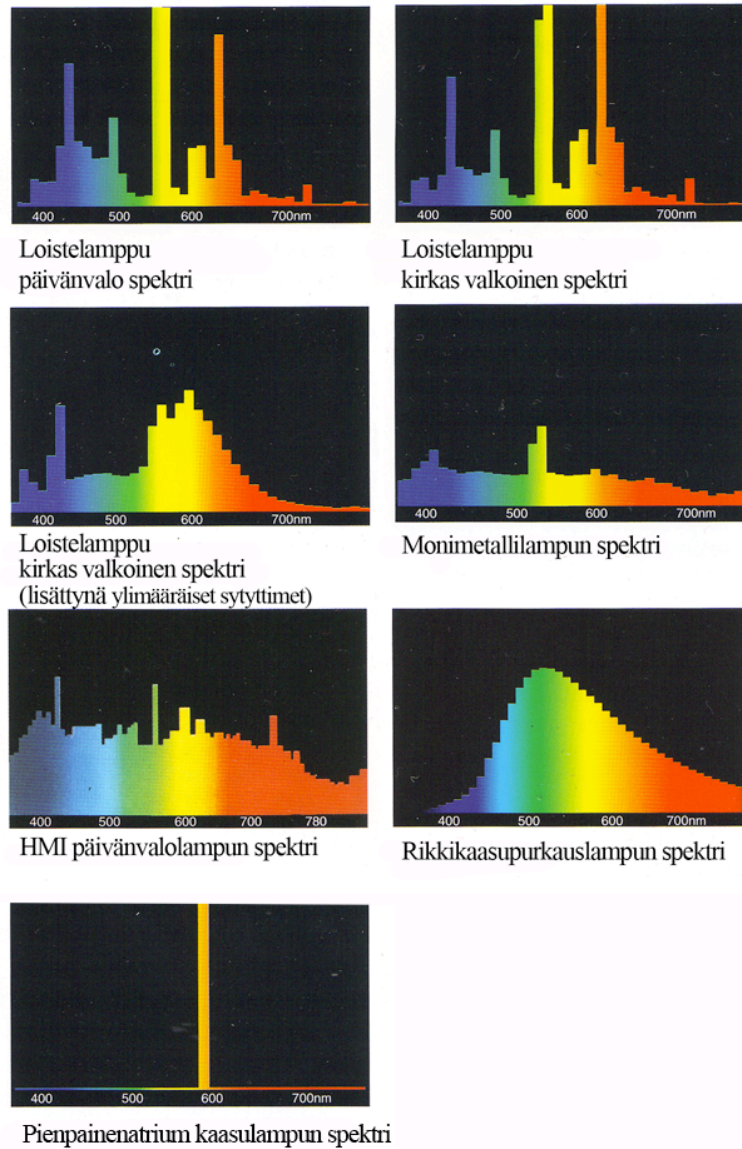 400 500 600 700nm
400 500 600 700nm
Loistelamppu
päivänvalo spektri
Loistelamppu
kirkas valkoinen spektri
400 500 600 700nm
400 500 600 700nm
Loistelamppu
kirkas valkoinen spektri
(lisättynä ylimääräiset sytyttimet)
Monimetallilampun spektri
400 500 600 700 780
400 500 600 700nm
HMI päivänvalolampun spektri
Rikkikaasupurkauslampun spektri
400 500 600 700nm
Pienpainenatrium kaasulampun spektri